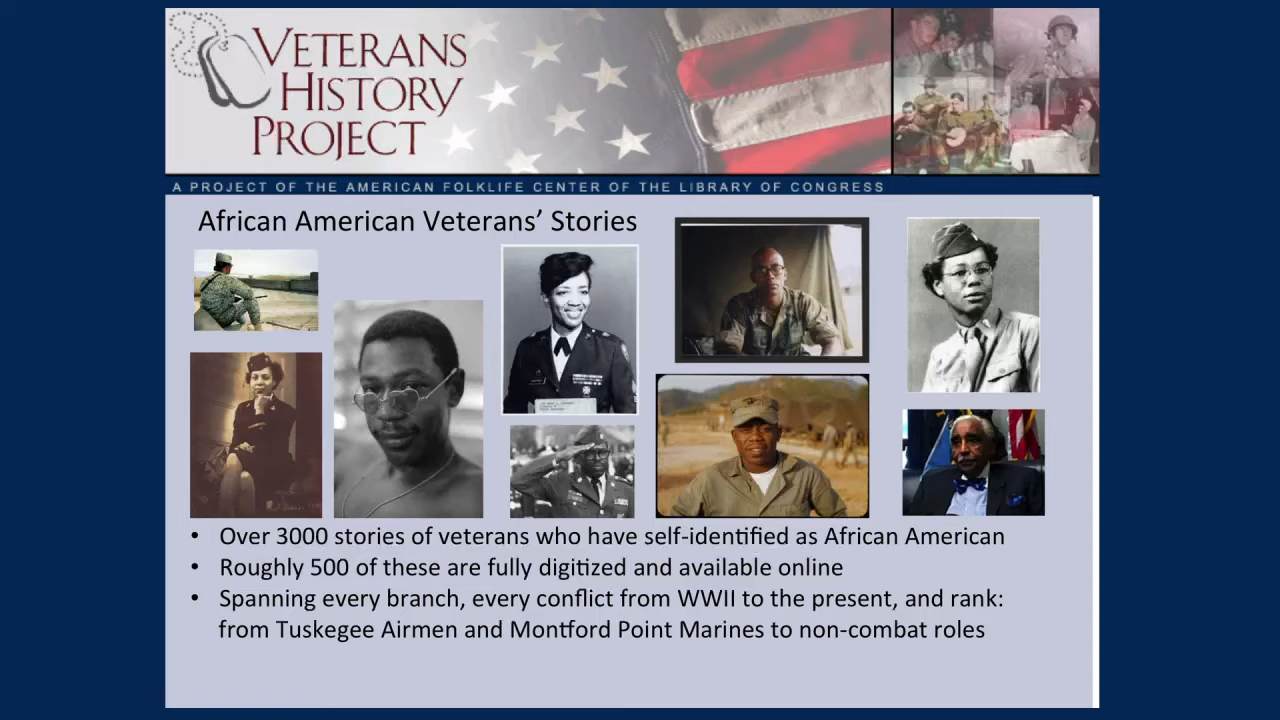 VETERANS
HISTORY
PROJECT
A PROJECT OF THE AMERICAN FOLKLIFE CENTER OF THE LIBRARY OF CONGRESS
African American Veterans’ Stories
• Over 3000 stories of veterans who have self-identified as African American
• Roughly 500 of these are fully digitized and available online
• Spanning every branch, every conflict from WWII to the present, and rank:
from Tuskegee Airmen and Montford Point Marines to non-combat roles